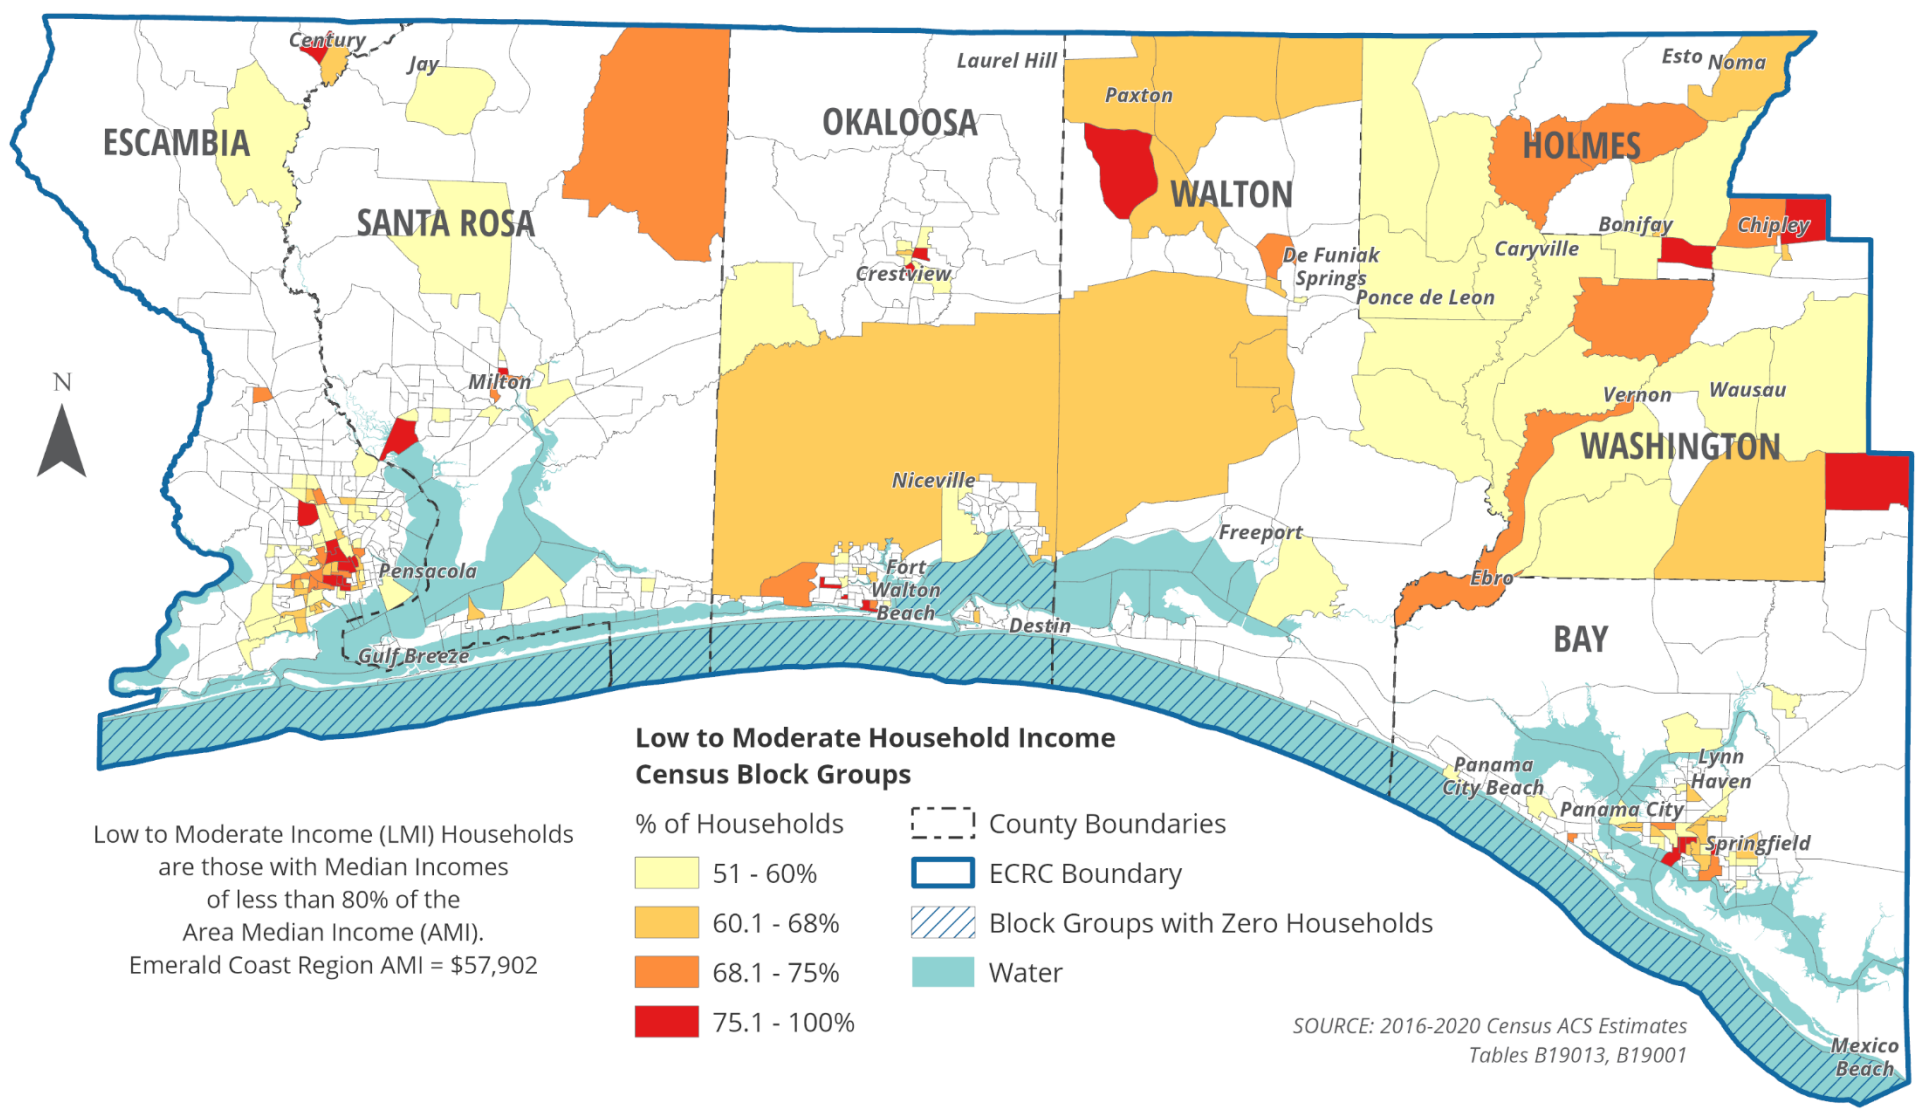 Century
Jay
Laurel Hill
Esto
Noma
Paxton
ESCAMBIA
OKALOOSA
HOLMES
SANTA ROSA
WALTON
Bonifay
Chipley
Caryville
De Funiak
Springs
Crestview
Ponce de Leon
N
Milton
Vernon
Wausau
WASHINGTON
Niceville
Freeport
Pensacola
Fort
Walton
Beach
Ebro
Destin
BAY
Gulf Breeze
Low to Moderate Household Income
Census Block Groups
% of Households
51 - 60%
60.1 - 68%
68.1 - 75%
75.1 - 100%
County Boundaries
ECRC Boundary
Block Groups with Zero Households
Water
Low to Moderate Income (LMI) Households
are those with Median Incomes
of less than 80% of the
Area Median Income (AMI).
Emerald Coast Region AMI = $57,902
Panama
City Beach
Lynn
Haven
Panama City
Springfield
SOURCE: 2016-2020 Census ACS Estimates
Tables B19013, B19001
Mexico
Beach